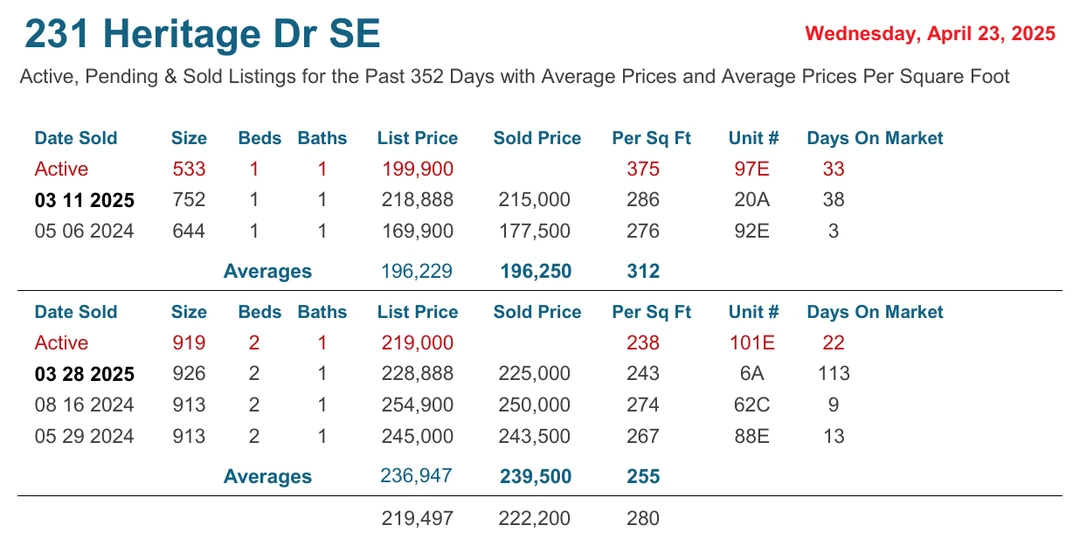 231 Heritage Dr SE
Wednesday, April 23, 2025
Active, Pending & Sold Listings for the Past 352 Days with Average Prices and Average Prices Per Square Foot
Date Sold Size Beds Baths List Price Sold Price Per Sq Ft Unit # Days On Market
Active 533 1 1 199,900 375 97E 33
03 11 2025 752 1 1 218,888 215,000 286 20A 38
05 06 2024 644 1 1 169,900 177,500 276 92E 3
Averages 196,229 196,250 312
Date Sold Size Beds Baths List Price Sold Price Per Sq Ft Unit # Days On Market
Active 919 2 1 219,000 238 101E 22
03 28 2025 926 2 1 228,888 225,000 243 6A 113
08 16 2024 913 2 1 254,900 250,000 274 62C 9
05 29 2024 913 2 1 245,000 243,500 267 88E 13
Averages 236,947 239,500 255
219,497 222,200 280